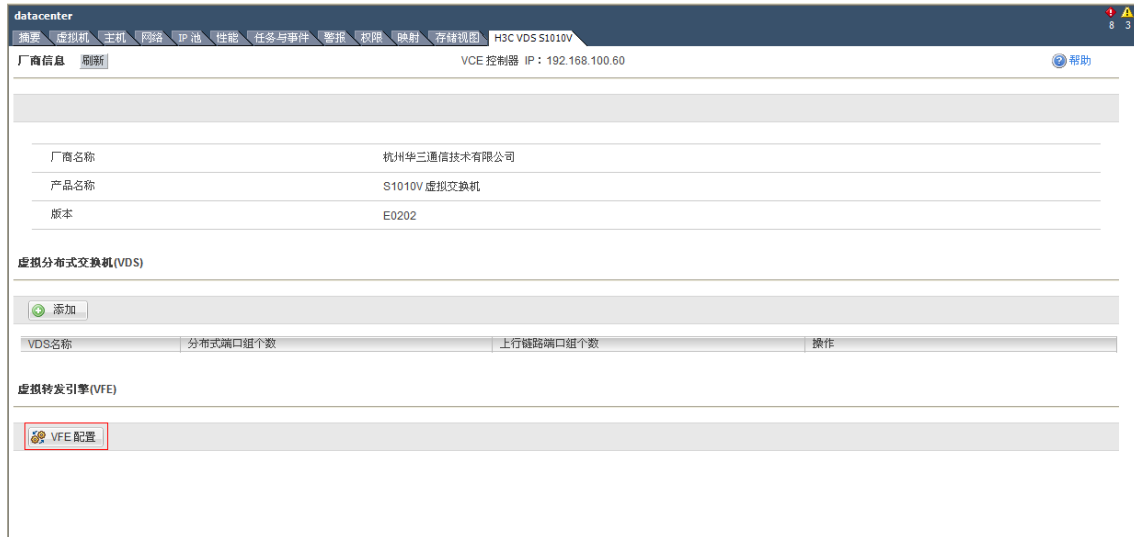 datacenter
8 3
摘要 虚拟机 主机 网络 IP 池 性能 任务与事件 警报 权限 映射 存储视图 H3C VDS S1010V
厂商信息 刷新 VCE 控制器 IP：192.168.100.60 帮助
厂商名称 杭州华三通信技术有限公司
产品名称 S1010V 虚拟交换机
版本 E0202
虚拟分布式交换机(VDS)
添加
VDS名称 分布式端口组个数 上行链路端口组个数 操作
虚拟转发引擎(VFE)
VFE 配置